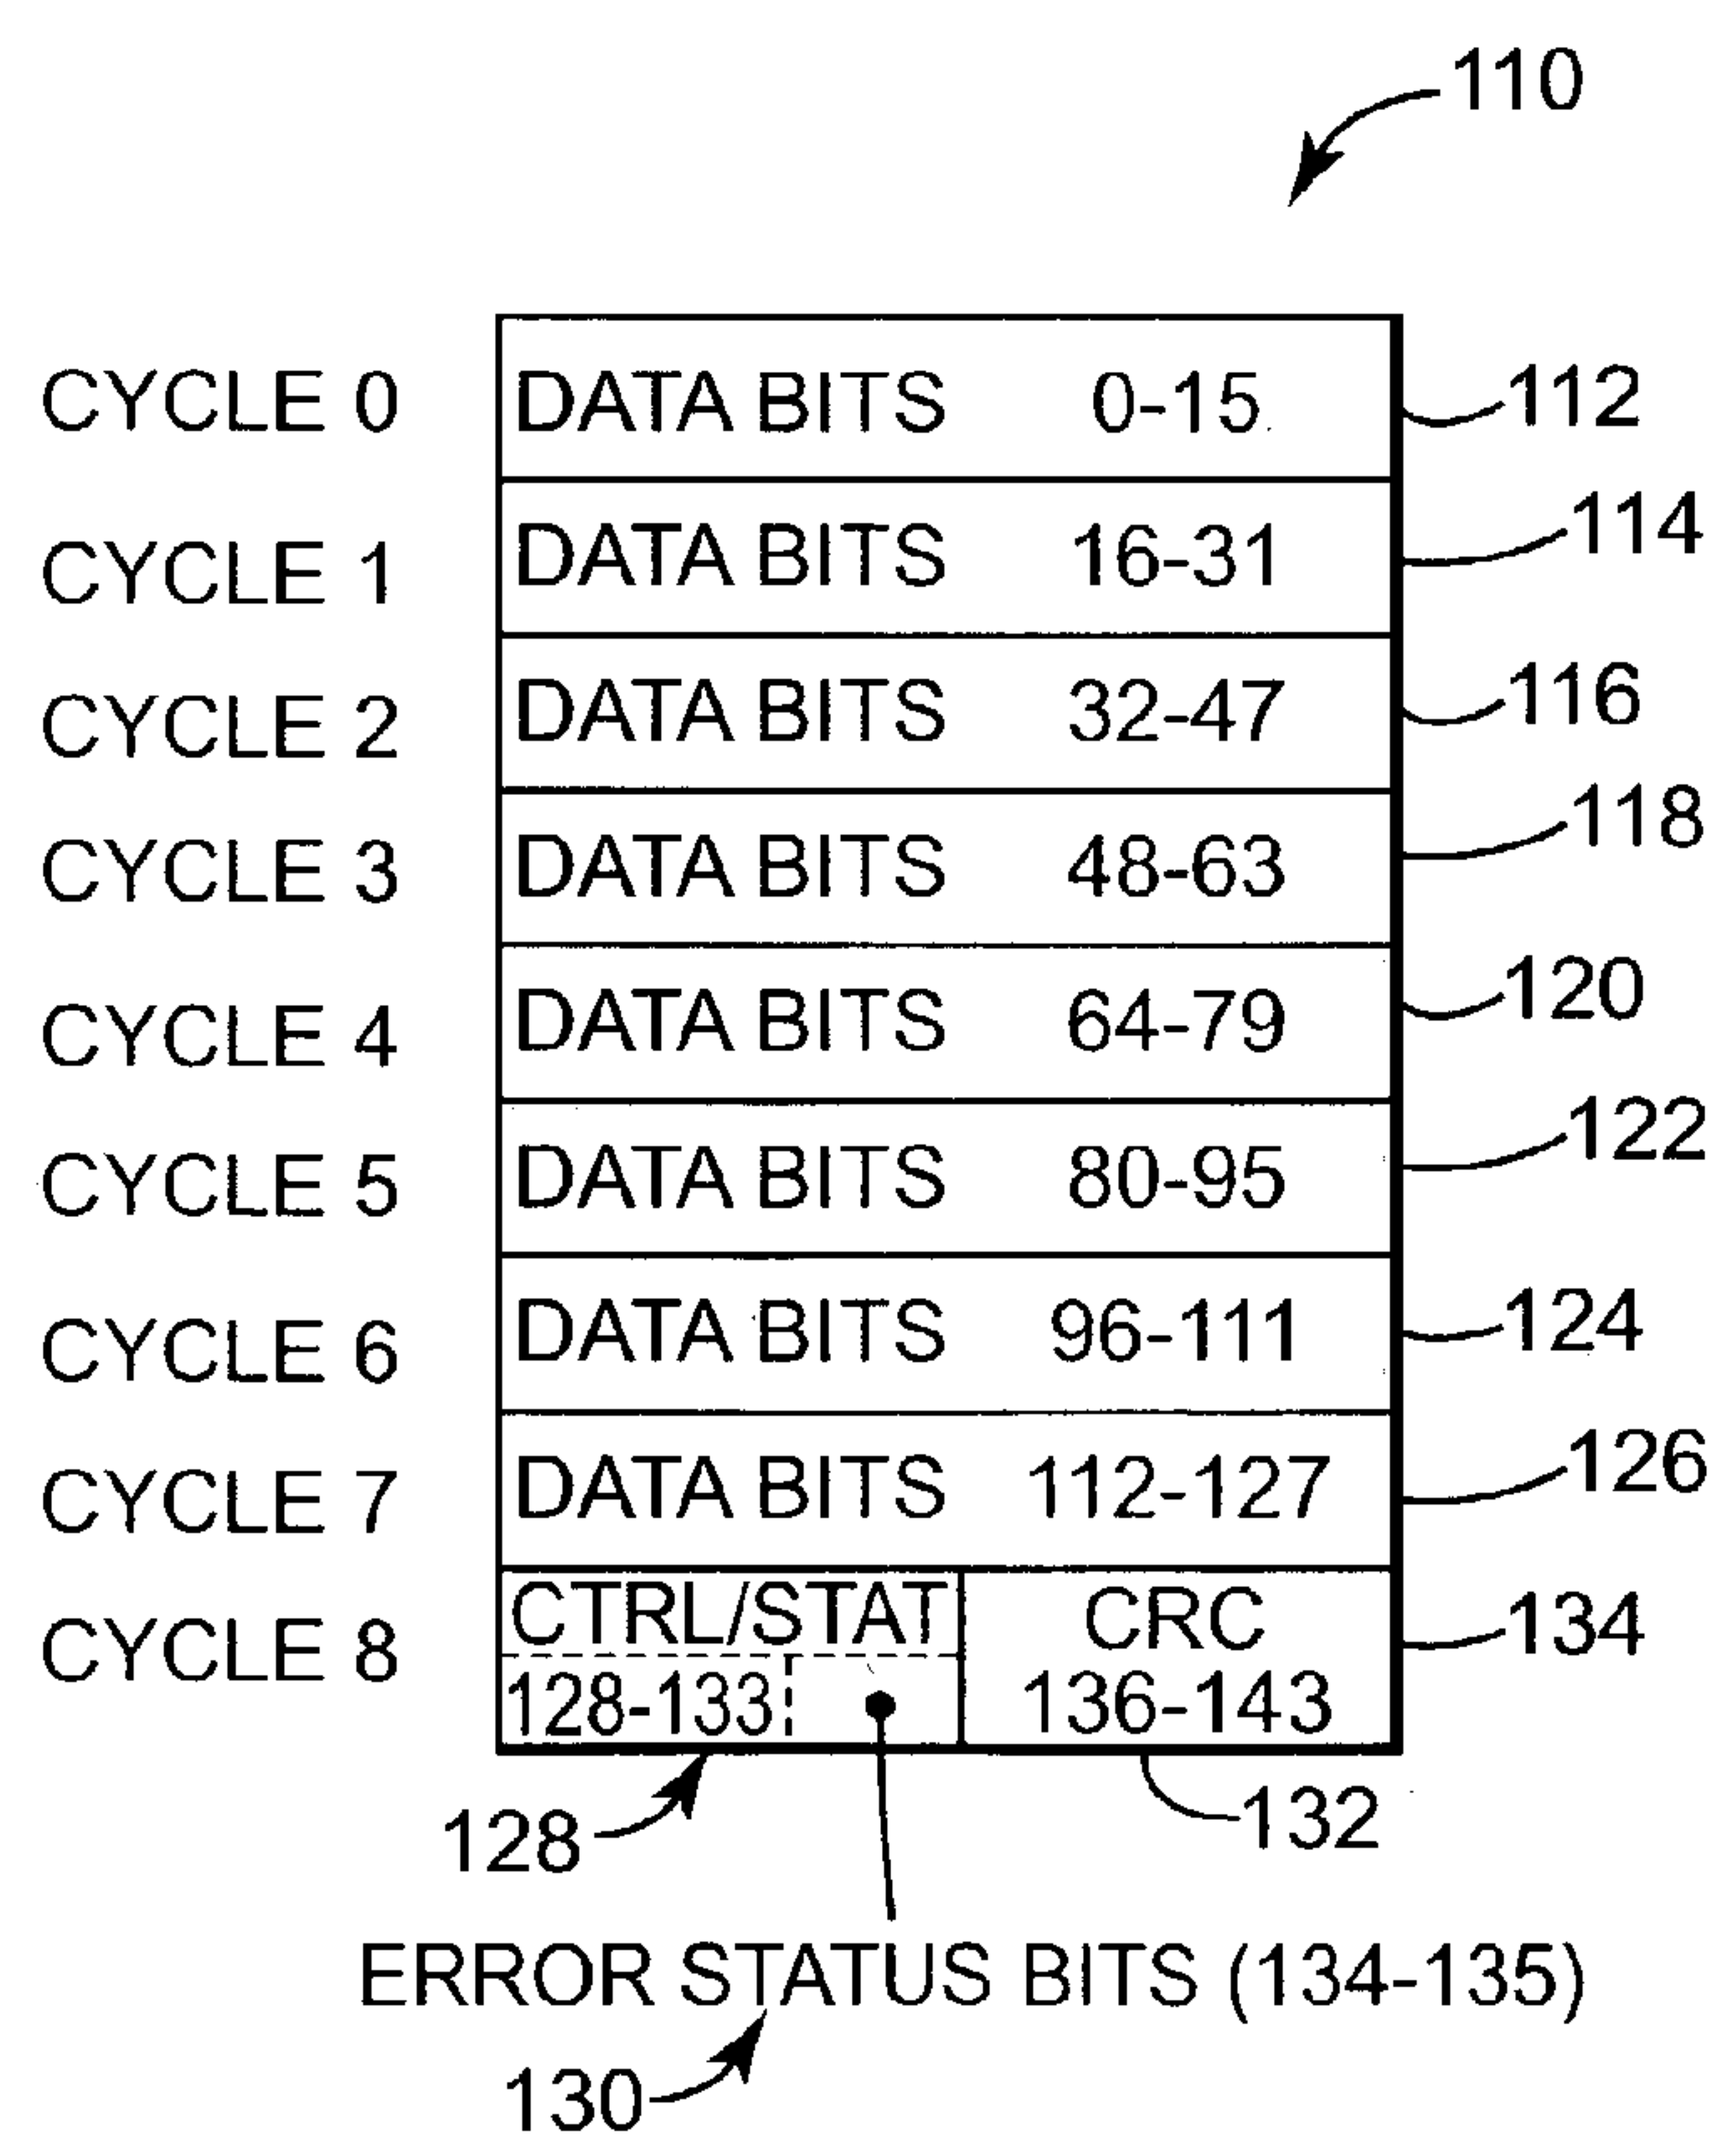 110
CYCLE 0 DATA BITS 0-15 112
CYCLE 1 DATA BITS 16-31 114
CYCLE 2 DATA BITS 32-47 116
CYCLE 3 DATA BITS 48-63 118
CYCLE 4 DATA BITS 64-79 120
CYCLE 5 DATA BITS 80-95 122
CYCLE 6 DATA BITS 96-111 124
CYCLE 7 DATA BITS 112-127 126
CYCLE 8 CTRL/STAT CRC 134
128-133 136-143
128 132
ERROR STATUS BITS (134-135)
130